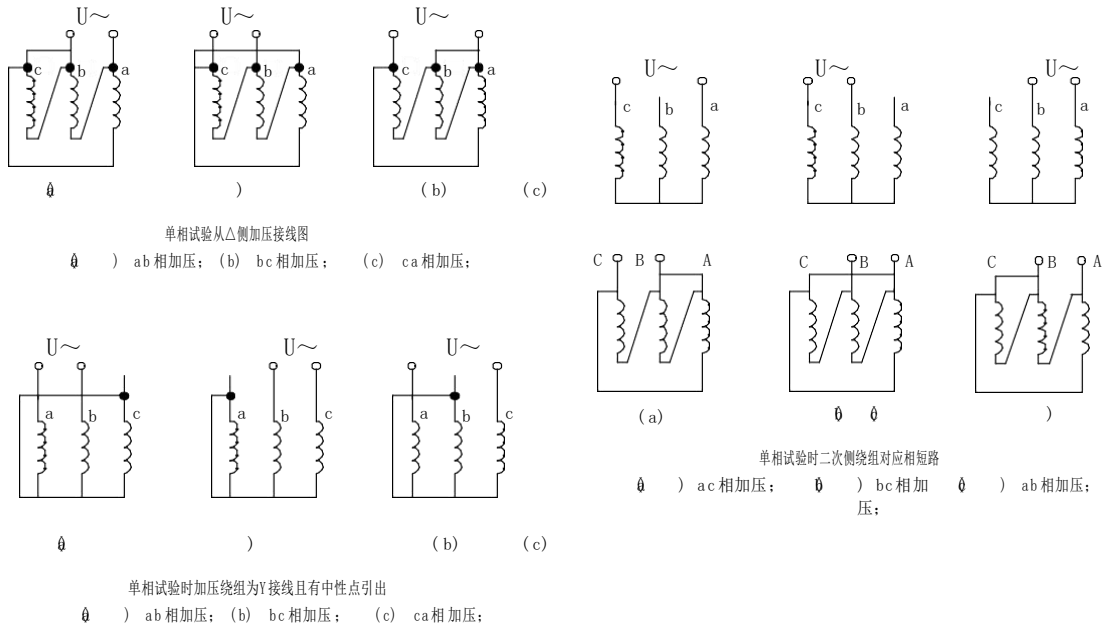 U～ U～ U～
c b a c b a c b a
(a ) (b) (c)
单相试验从△侧加压接线图
(a ) ab相加压; (b) bc相加压; (c) ca相加压;
U～ U～ U～
a b c a b c a b c
(a ) (b) (c)
单相试验时加压绕组为Y接线且有中性点引出
(a ) ab相加压; (b) bc相加压; (c) ca相加压;
U～ U～ U～
c b a c b a c b a
C B A C B A C B A
(a) (b (c )
单相试验时二次侧绕组对应相短路
(a ) ac相加压; (b ) bc相加 (c ) ab相加压;
压;